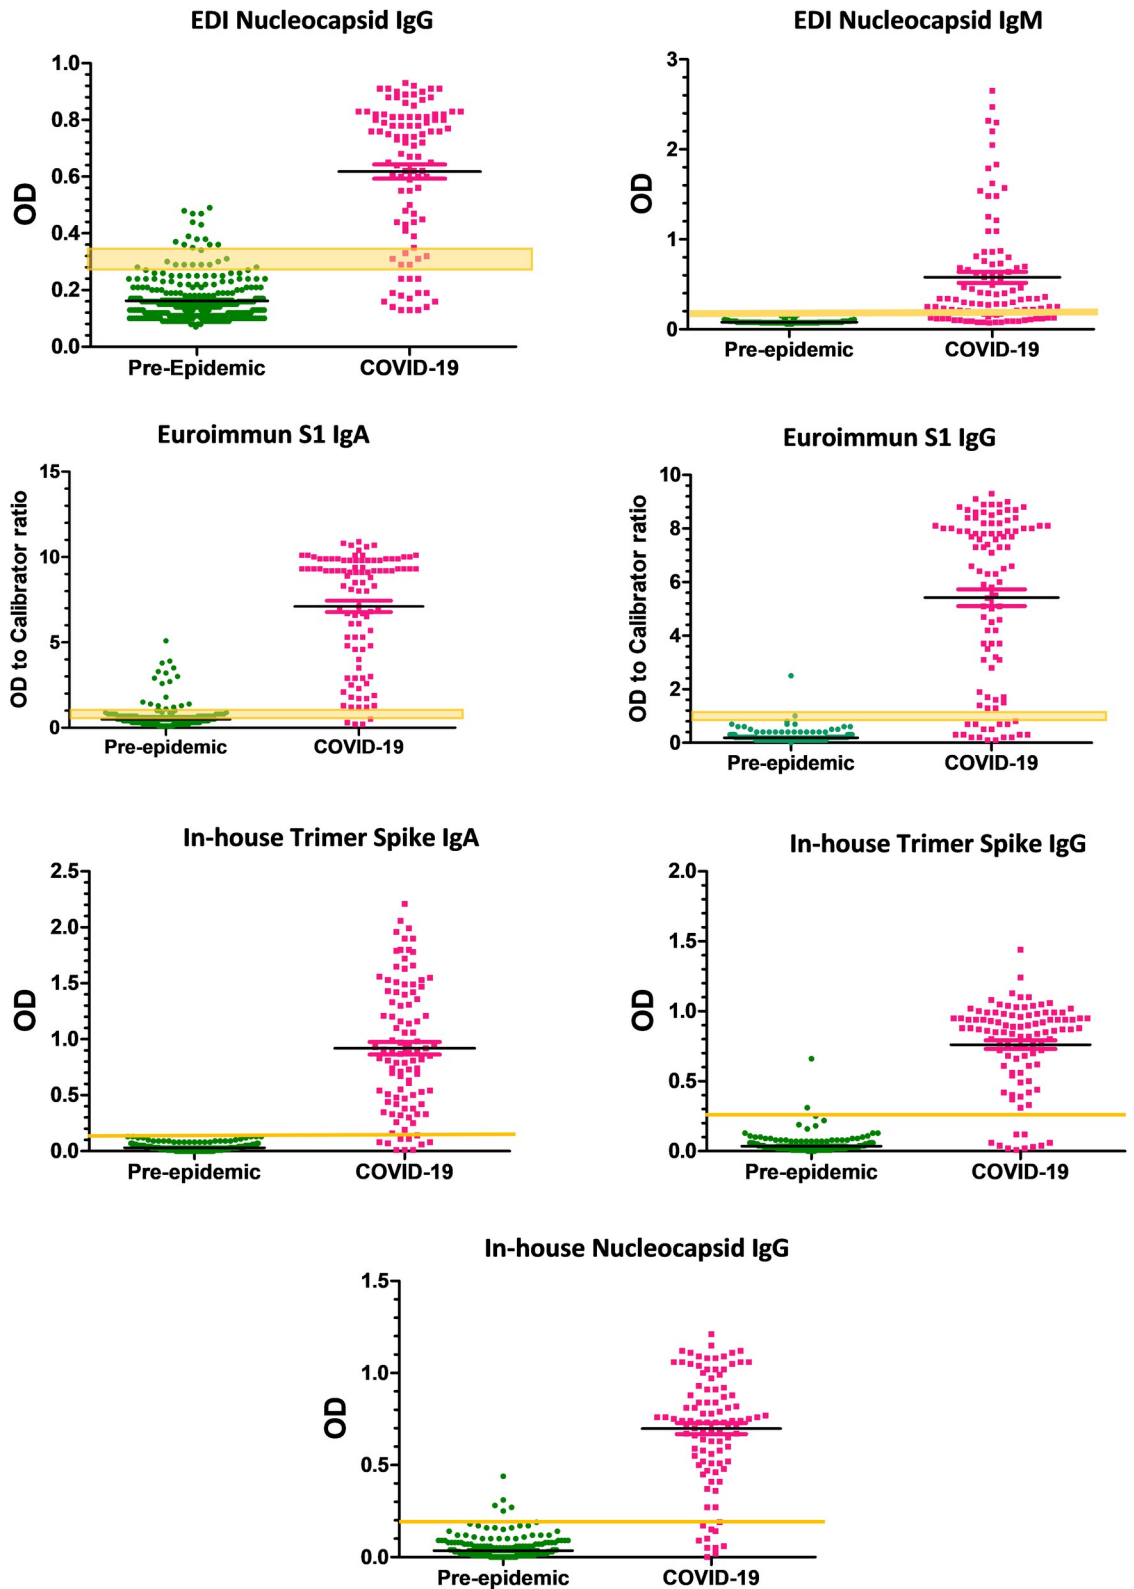 EDI Nucleocapsid IgG
OD
1.0
0.8
0.6
0.4
0.2
0.0
Pre-Epidemic COVID-19
EDI Nucleocapsid IgM
OD
3
2
1
0
Pre-epidemic COVID-19
Euroimmun S1 IgA
OD to Calibrator ratio
15
10
5
0
Pre-epidemic COVID-19
Euroimmun S1 IgG
OD to Calibrator ratio
10
8
6
4
2
0
Pre-epidemic COVID-19
In-house Trimer Spike IgA
OD
2.5
2.0
1.5
1.0
0.5
0.0
Pre-epidemic COVID-19
In-house Trimer Spike IgG
OD
2.0
1.5
1.0
0.5
0.0
Pre-epidemic COVID-19
In-house Nucleocapsid IgG
OD
1.5
1.0
0.5
0.0
Pre-epidemic COVID-19